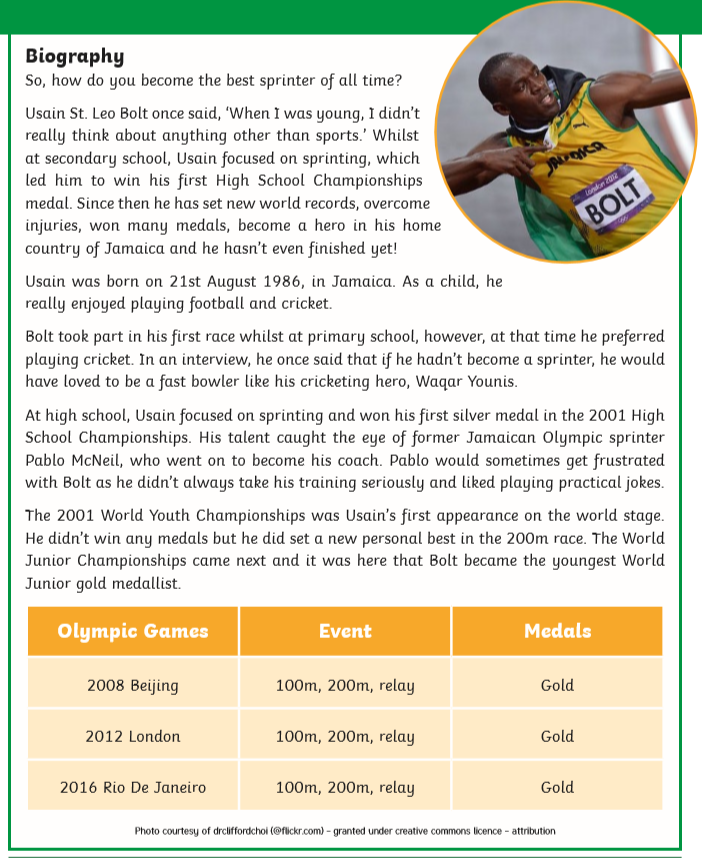 Biography
So, how do you become the best sprinter of all time?
Usain St. Leo Bolt once said, ‘When I was young, I didn’t
really think about anything other than sports.’ Whilst
at secondary school, Usain focused on sprinting, which
led him to win his first High School Championships
medal. Since then he has set new world records, overcome
injuries, won many medals, become a hero in his home
country of Jamaica and he hasn’t even finished yet!
Usain was born on 21st August 1986, in Jamaica. As a child, he
really enjoyed playing football and cricket.
Bolt took part in his first race whilst at primary school, however, at that time he preferred
playing cricket. In an interview, he once said that if he hadn’t become a sprinter, he would
have loved to be a fast bowler like his cricketing hero, Waqar Younis.
At high school, Usain focused on sprinting and won his first silver medal in the 2001 High
School Championships. His talent caught the eye of former Jamaican Olympic sprinter
Pablo McNeil, who went on to become his coach. Pablo would sometimes get frustrated
with Bolt as he didn’t always take his training seriously and liked playing practical jokes.
The 2001 World Youth Championships was Usain’s first appearance on the world stage.
He didn’t win any medals but he did set a new personal best in the 200m race. The World
Junior Championships came next and it was here that Bolt became the youngest World
Junior gold medallist.
Olympic Games Event Medals
2008 Beijing 100m, 200m, relay Gold
2012 London 100m, 200m, relay Gold
2016 Rio De Janeiro 100m, 200m, relay Gold
Photo courtesy of drcliffordchoi (@flickr.com) – granted under creative commons licence – attribution
JAMAICA
London 2012
BOLT